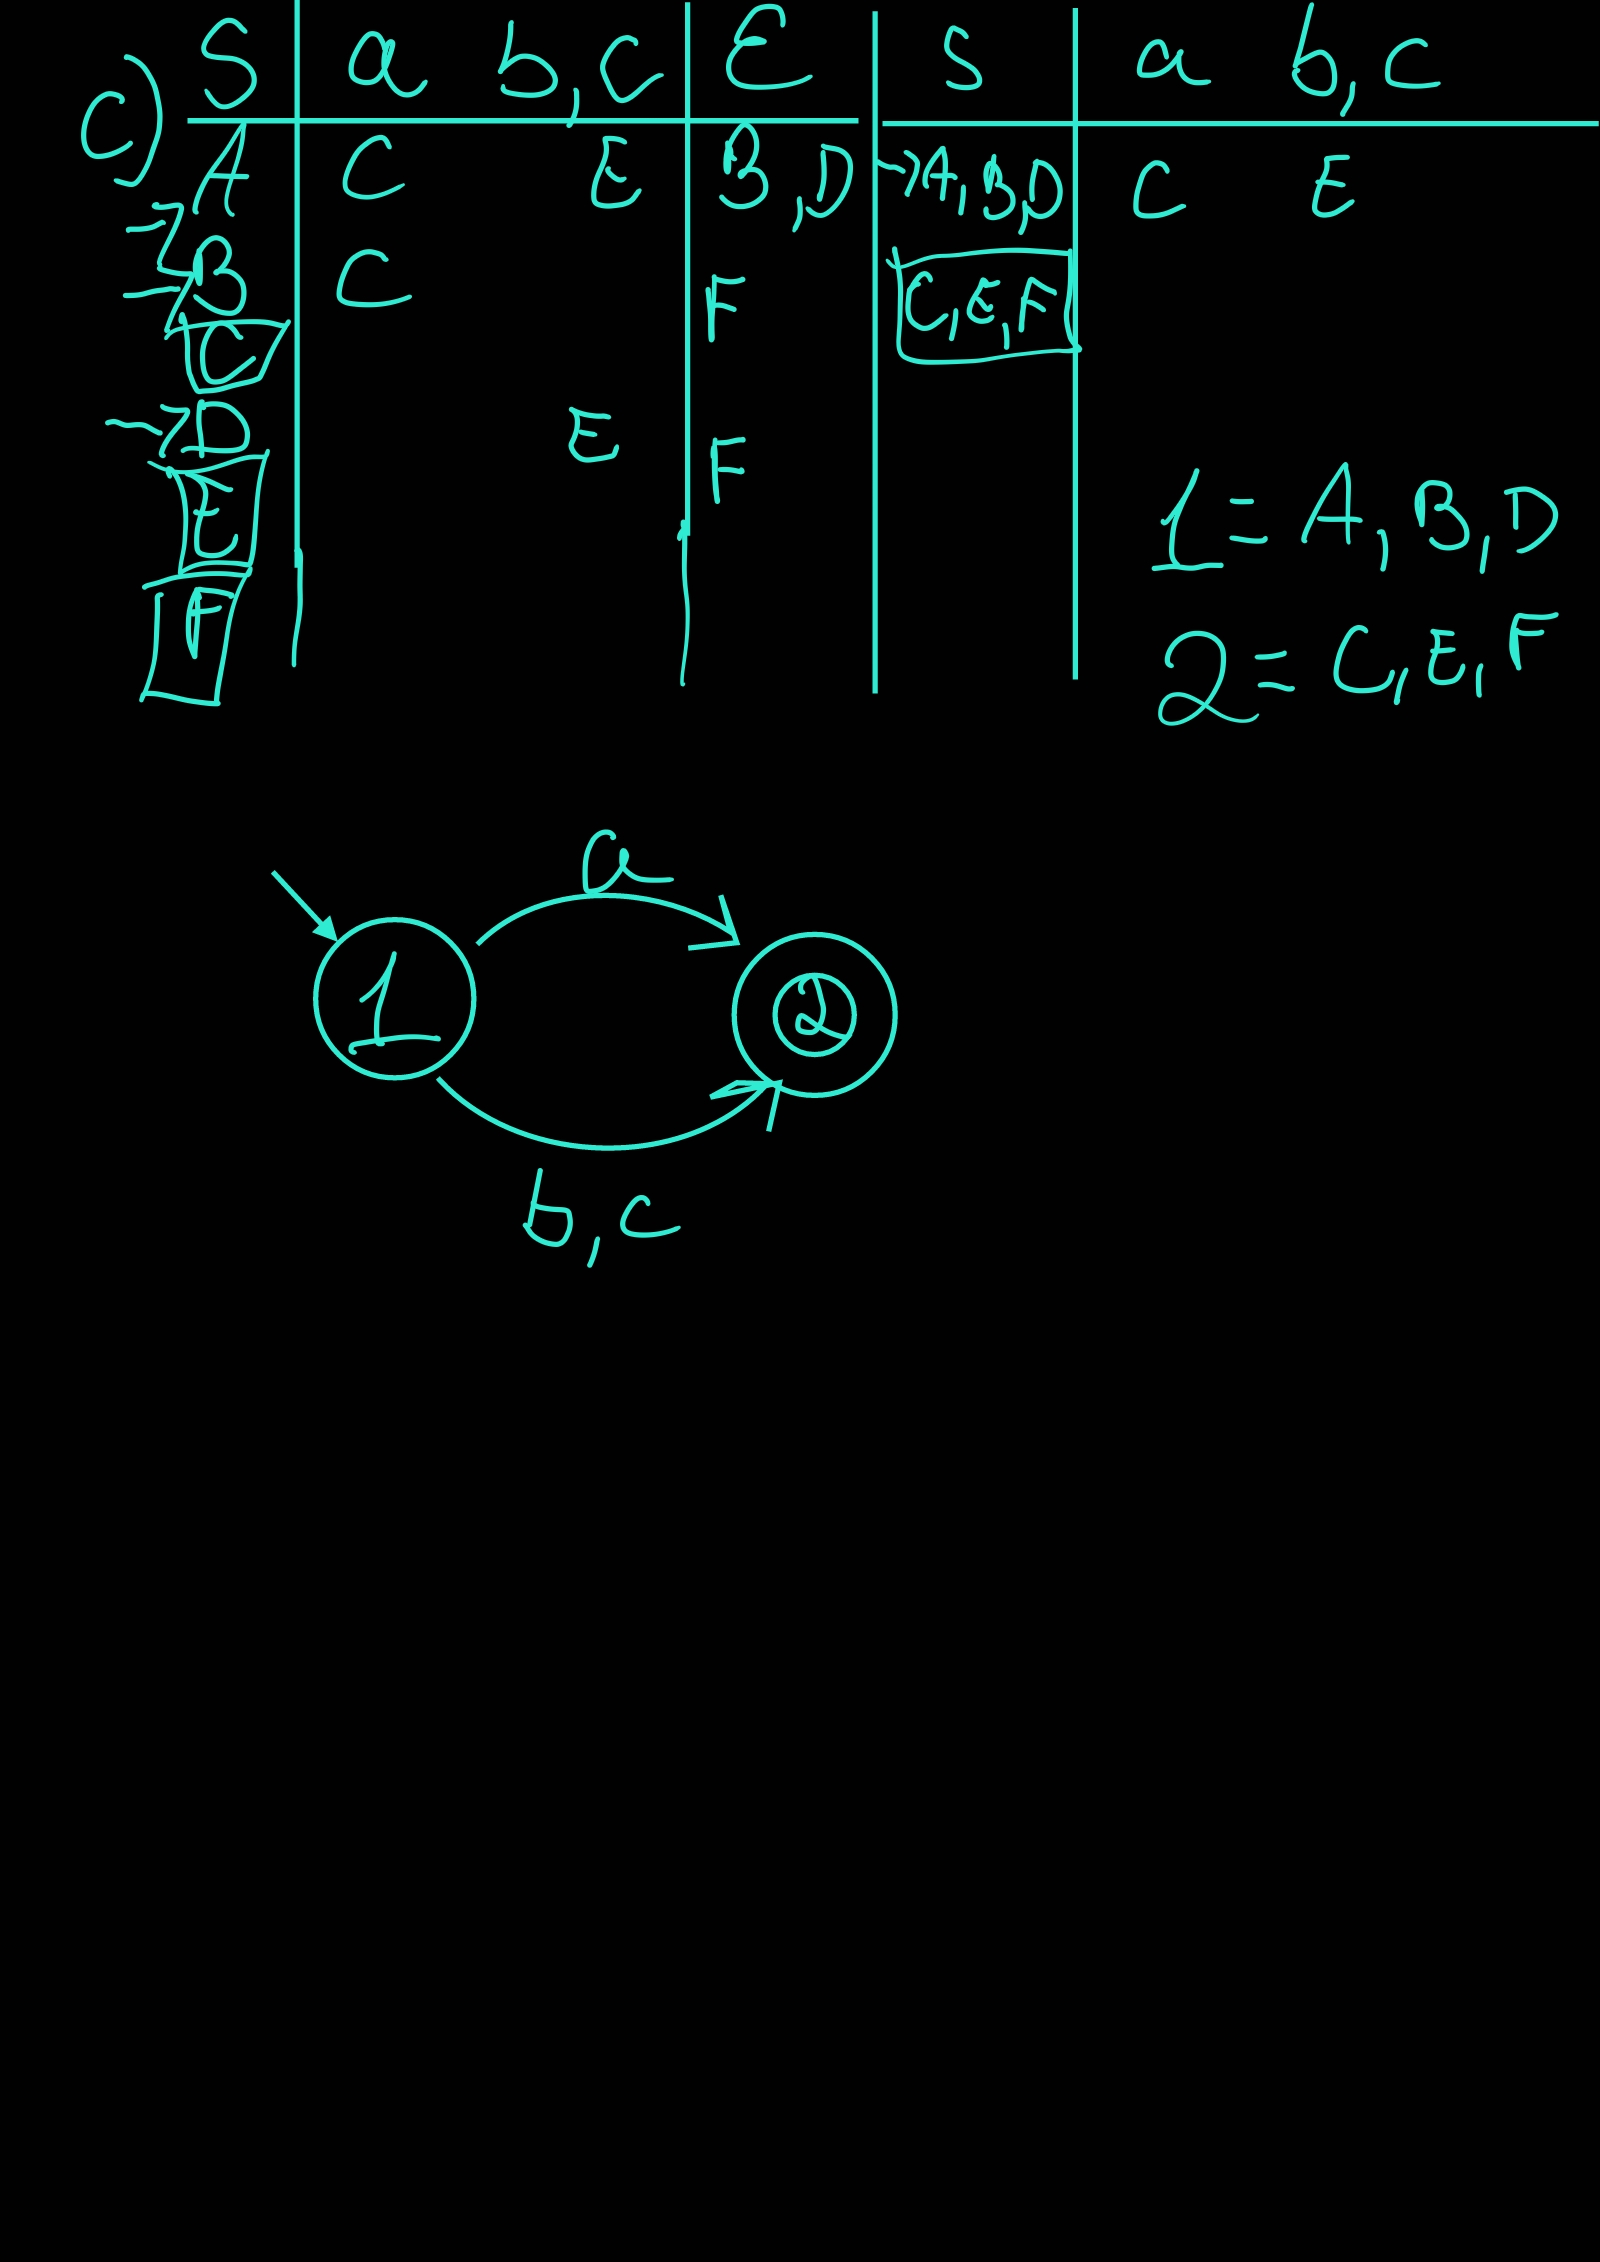 c) S a b,c E S a b,c
A C E B,D →A,B,D C E
→B C F C,E,F
C
→D E F
E 1 = A,B,D
F 2 = C,E,F
a
1 2
b,c